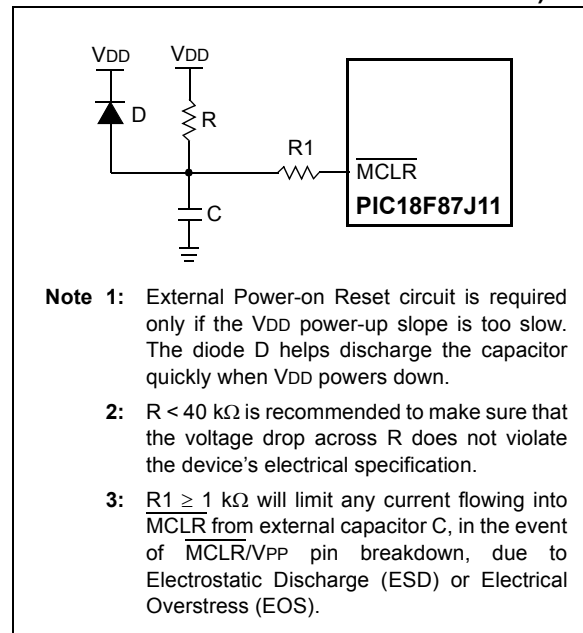 VDD VDD
D
R
R1
MCLR
PIC18F87J11
C
Note 1: External Power-on Reset circuit is required
only if the VDD power-up slope is too slow.
The diode D helps discharge the capacitor
quickly when VDD powers down.
2: R < 40 kΩ is recommended to make sure that
the voltage drop across R does not violate
the device's electrical specification.
3: R1 ≥ 1 kΩ will limit any current flowing into
MCLR from external capacitor C, in the event
of MCLR/VPP pin breakdown, due to
Electrostatic Discharge (ESD) or Electrical
Overstress (EOS).